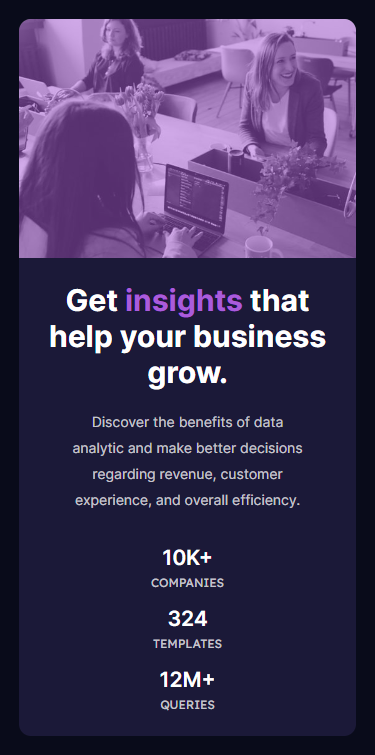 Get insights that
help your business
grow.
Discover the benefits of data
analytic and make better decisions
regarding revenue, customer
experience, and overall efficiency.
10K+
COMPANIES
324
TEMPLATES
12M+
QUERIES